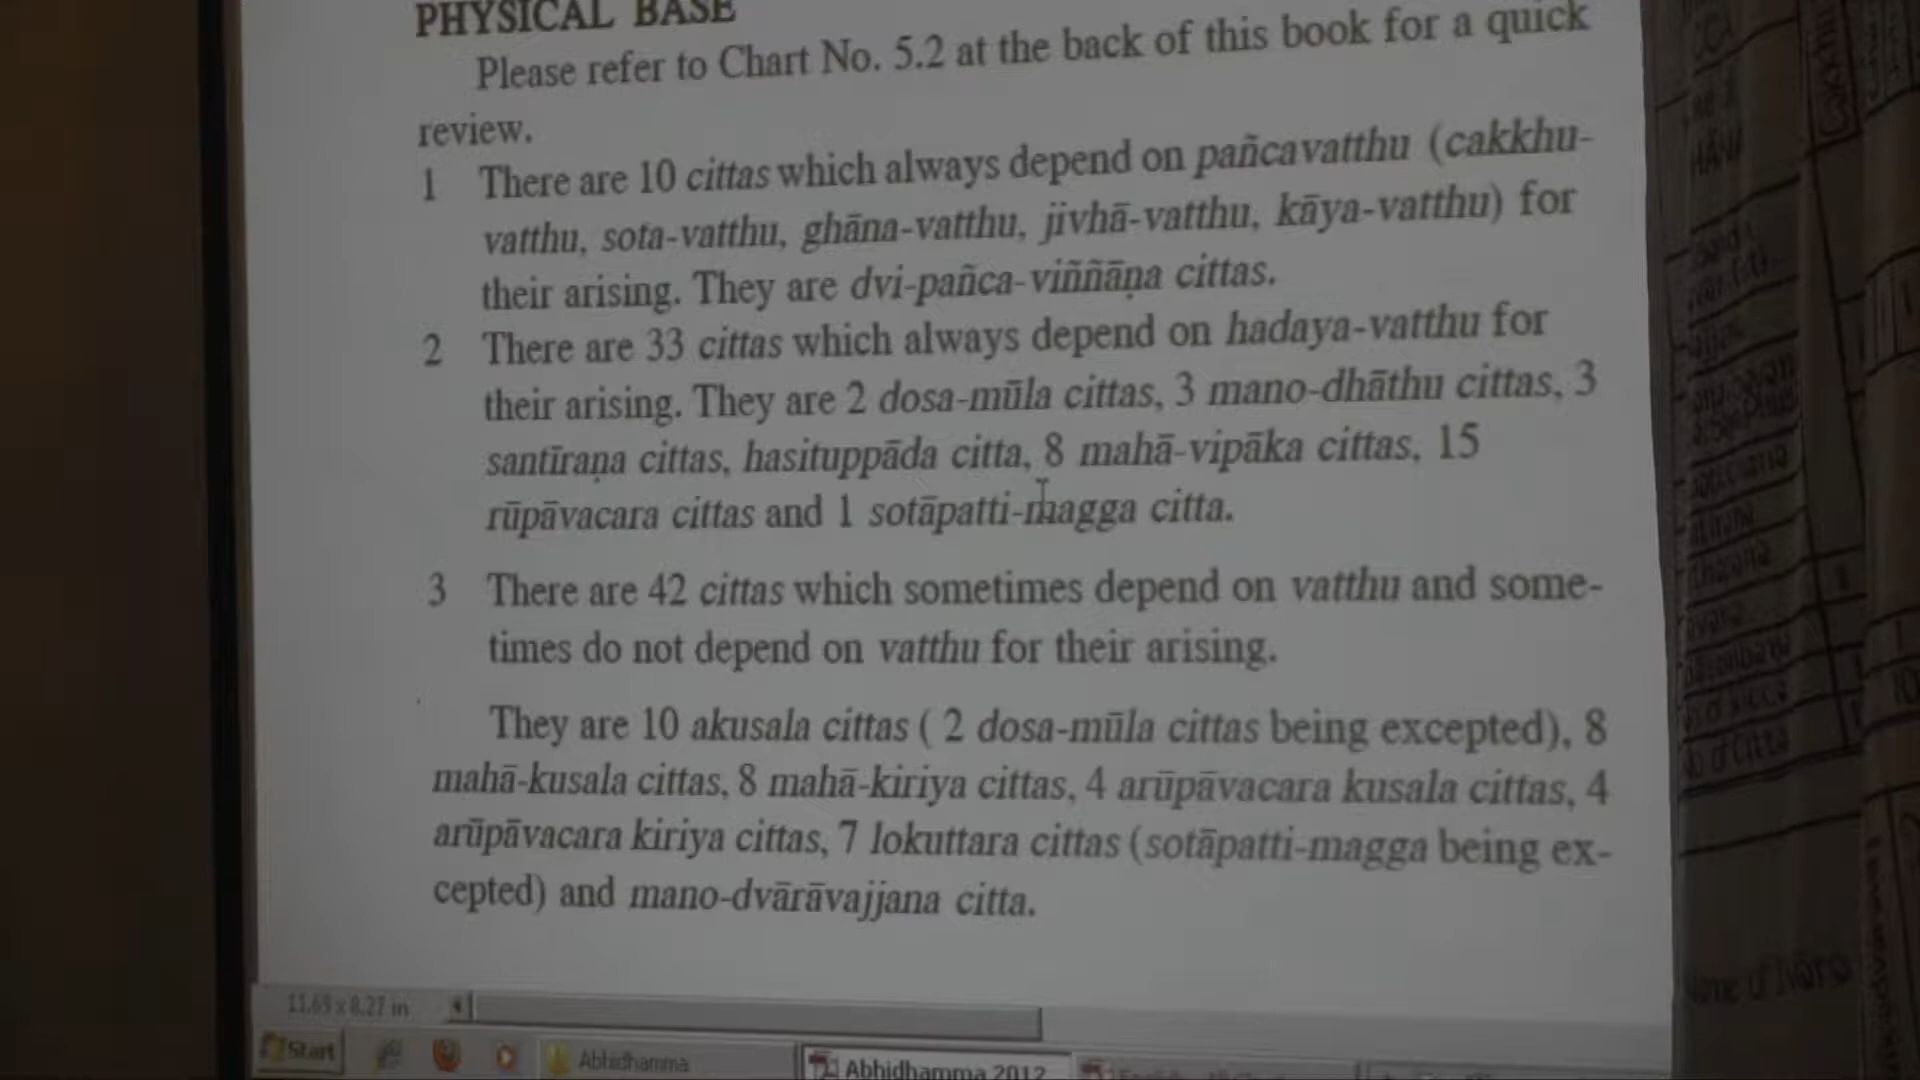 PHYSICAL BASE
Please refer to Chart No. 5.2 at the back of this book for a quick
review.
1 There are 10 cittas which always depend on pañcavatthu (cakkhu-
vatthu, sota-vatthu, ghāna-vatthu, jivhā-vatthu, kāya-vatthu) for
their arising. They are dvi-pañca-viññāṇa cittas.
2 There are 33 cittas which always depend on hadaya-vatthu for
their arising. They are 2 dosa-mūla cittas, 3 mano-dhāthu cittas, 3
santīraṇa cittas, hasituppāda citta, 8 mahā-vipāka cittas, 15
rūpāvacara cittas and 1 sotāpatti-magga citta.
3 There are 42 cittas which sometimes depend on vatthu and some-
times do not depend on vatthu for their arising.
They are 10 akusala cittas ( 2 dosa-mūla cittas being excepted), 8
mahā-kusala cittas, 8 mahā-kiriya cittas, 4 arūpāvacara kusala cittas, 4
arūpāvacara kiriya cittas, 7 lokuttara cittas (sotāpatti-magga being ex-
cepted) and mano-dvārāvajjana citta.
11.69 x 8.27 in
Start Abhidhamma Abhidhamma 2012